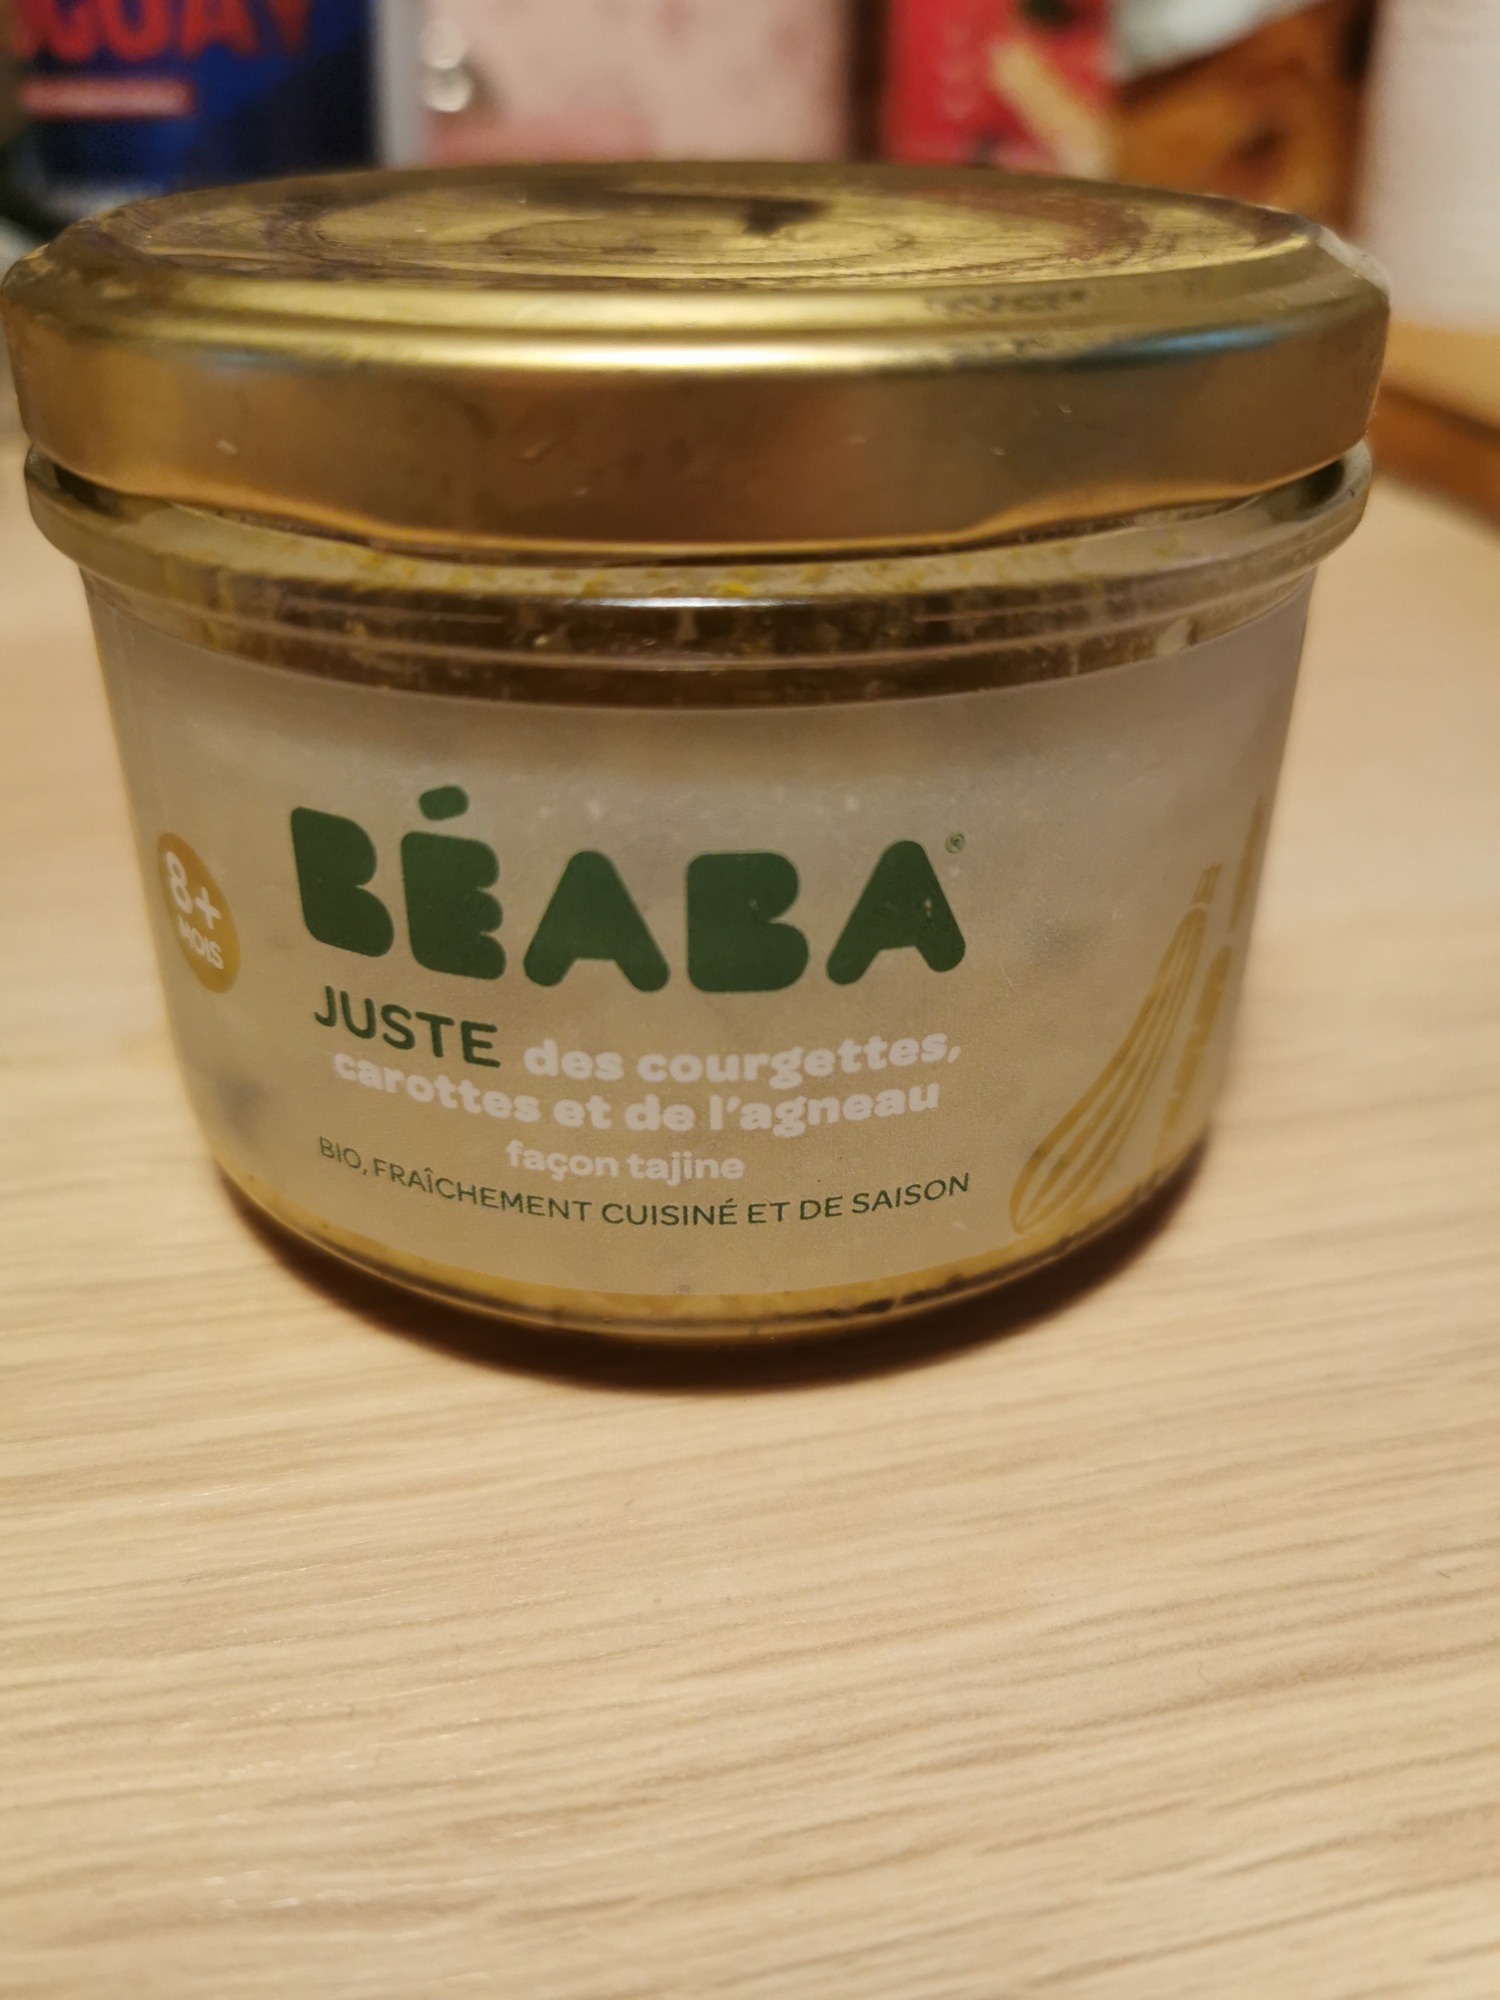 8+
MOIS
BÉABA®
JUSTE des courgettes,
carottes et de l'agneau
façon tajine
BIO, FRAÎCHEMENT CUISINÉ ET DE SAISON